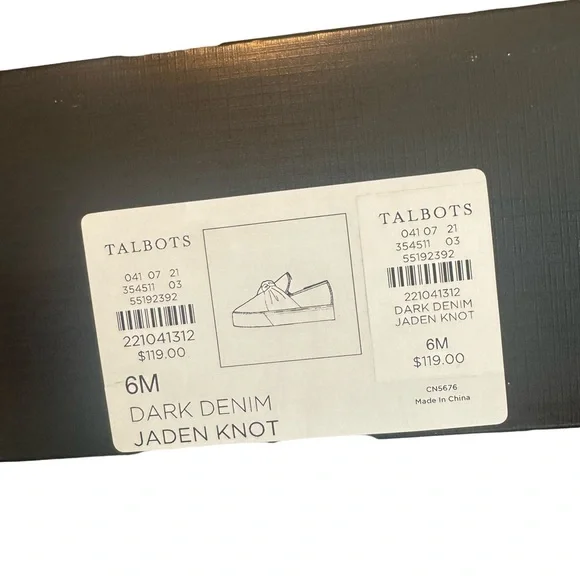 TALBOTS
041 07 21
354511 03
55192392
221041312
$119.00
6M
DARK DENIM
JADEN KNOT
TALBOTS
041 07 21
354511 03
55192392
221041312
DARK DENIM
JADEN KNOT
6M
$119.00
CN5676
Made In China